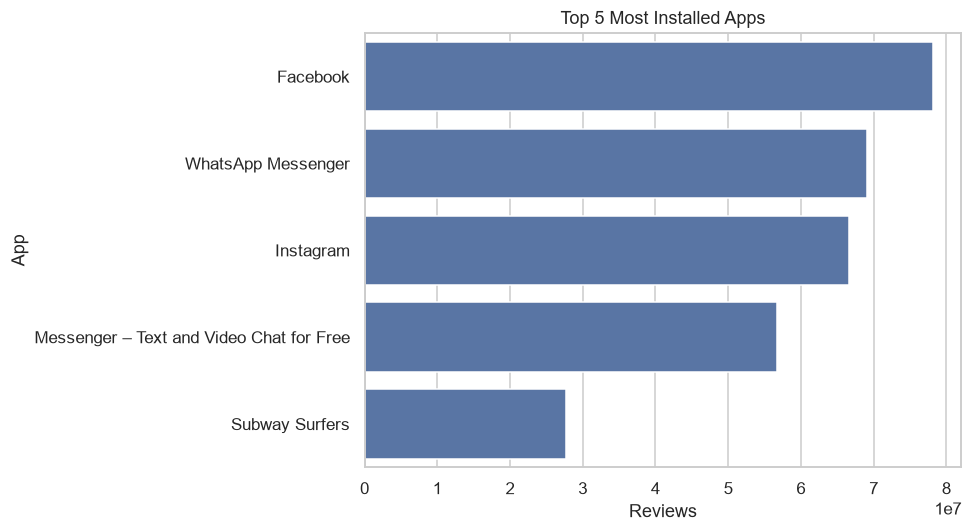 Top 5 Most Installed Apps
App
Facebook
WhatsApp Messenger
Instagram
Messenger – Text and Video Chat for Free
Subway Surfers
0 1 2 3 4 5 6 7 8
1e7
Reviews